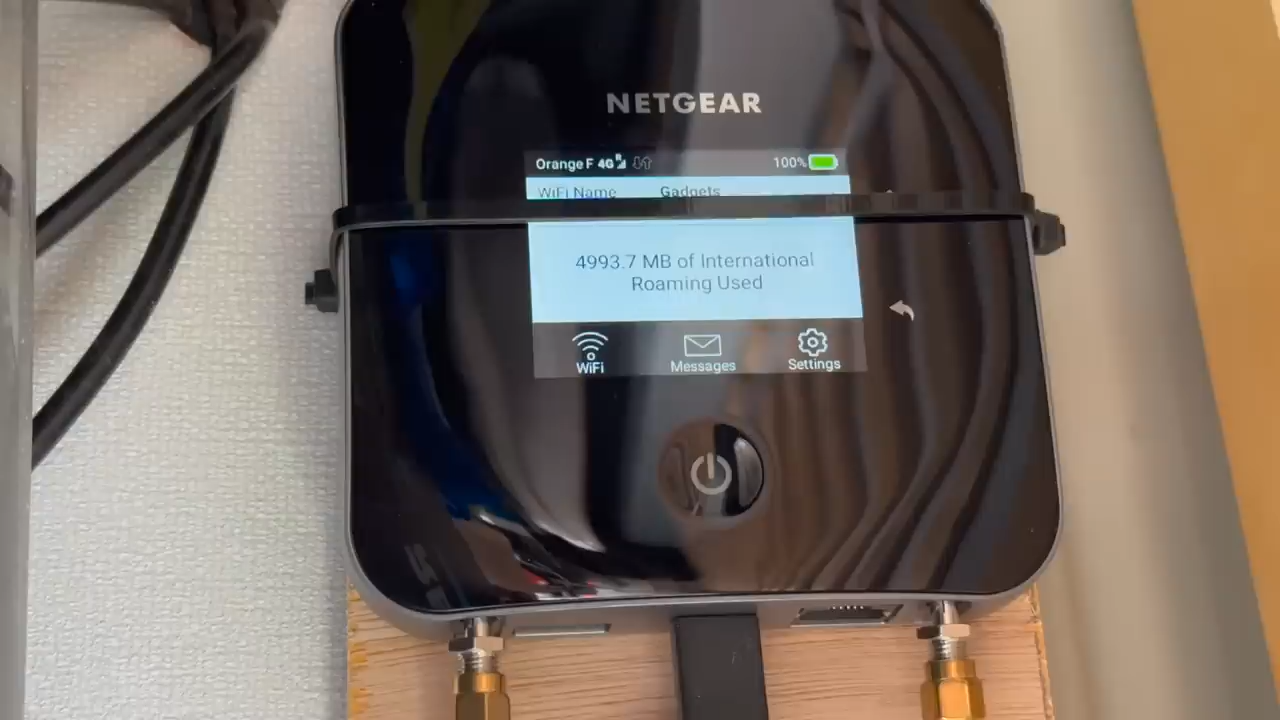 NETGEAR
Orange F 4G R 100%
WiFi Name Gadgets
4993.7 MB of International
Roaming Used
WiFi Messages Settings